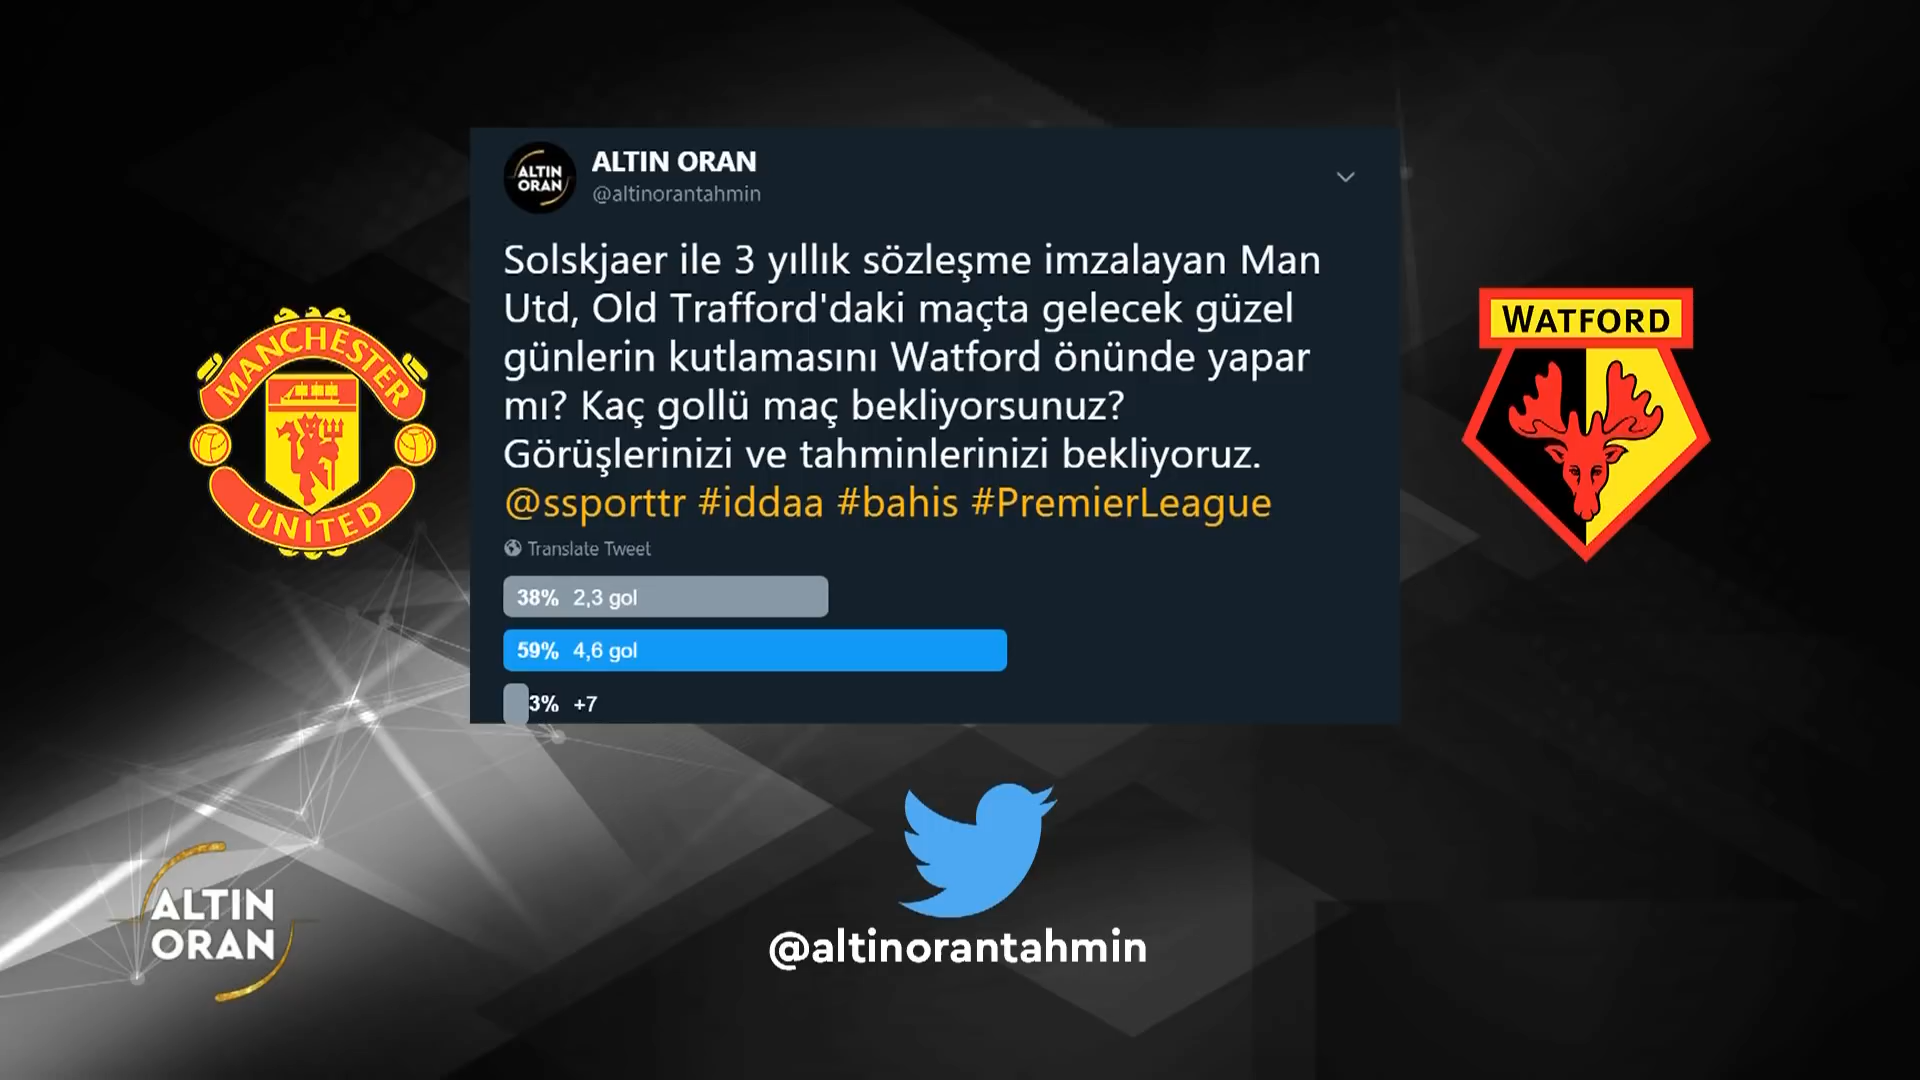 ALTIN ORAN
ALTIN ORAN
@altinorantahmin
Solskjaer ile 3 yıllık sözleşme imzalayan Man
Utd, Old Trafford'daki maçta gelecek güzel
günlerin kutlamasını Watford önünde yapar
mı? Kaç gollü maç bekliyorsunuz?
Görüşlerinizi ve tahminlerinizi bekliyoruz.
@ssporttr #iddaa #bahis #PremierLeague
Translate Tweet
38% 2,3 gol
59% 4,6 gol
3% +7
MANCHESTER
UNITED
WATFORD
ALTIN
ORAN
@altinorantahmin